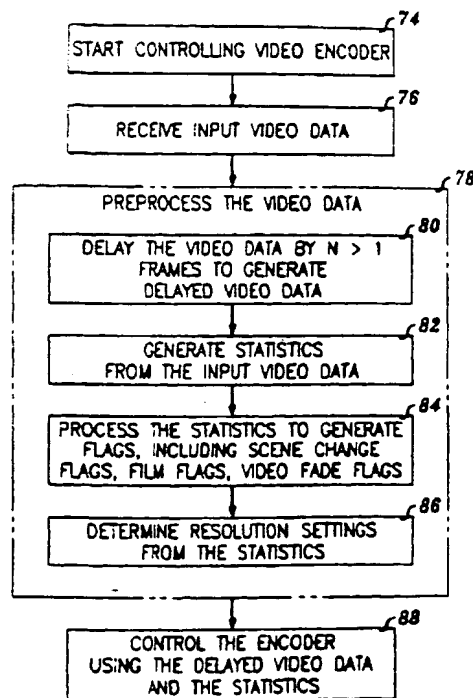 74
START CONTROLLING VIDEO ENCODER
76
RECEIVE INPUT VIDEO DATA
78
PREPROCESS THE VIDEO DATA
80
DELAY THE VIDEO DATA BY N > 1
FRAMES TO GENERATE
DELAYED VIDEO DATA
82
GENERATE STATISTICS
FROM THE INPUT VIDEO DATA
84
PROCESS THE STATISTICS TO GENERATE
FLAGS, INCLUDING SCENE CHANGE
FLAGS, FILM FLAGS, VIDEO FADE FLAGS
86
DETERMINE RESOLUTION SETTINGS
FROM THE STATISTICS
88
CONTROL THE ENCODER
USING THE DELAYED VIDEO DATA
AND THE STATISTICS